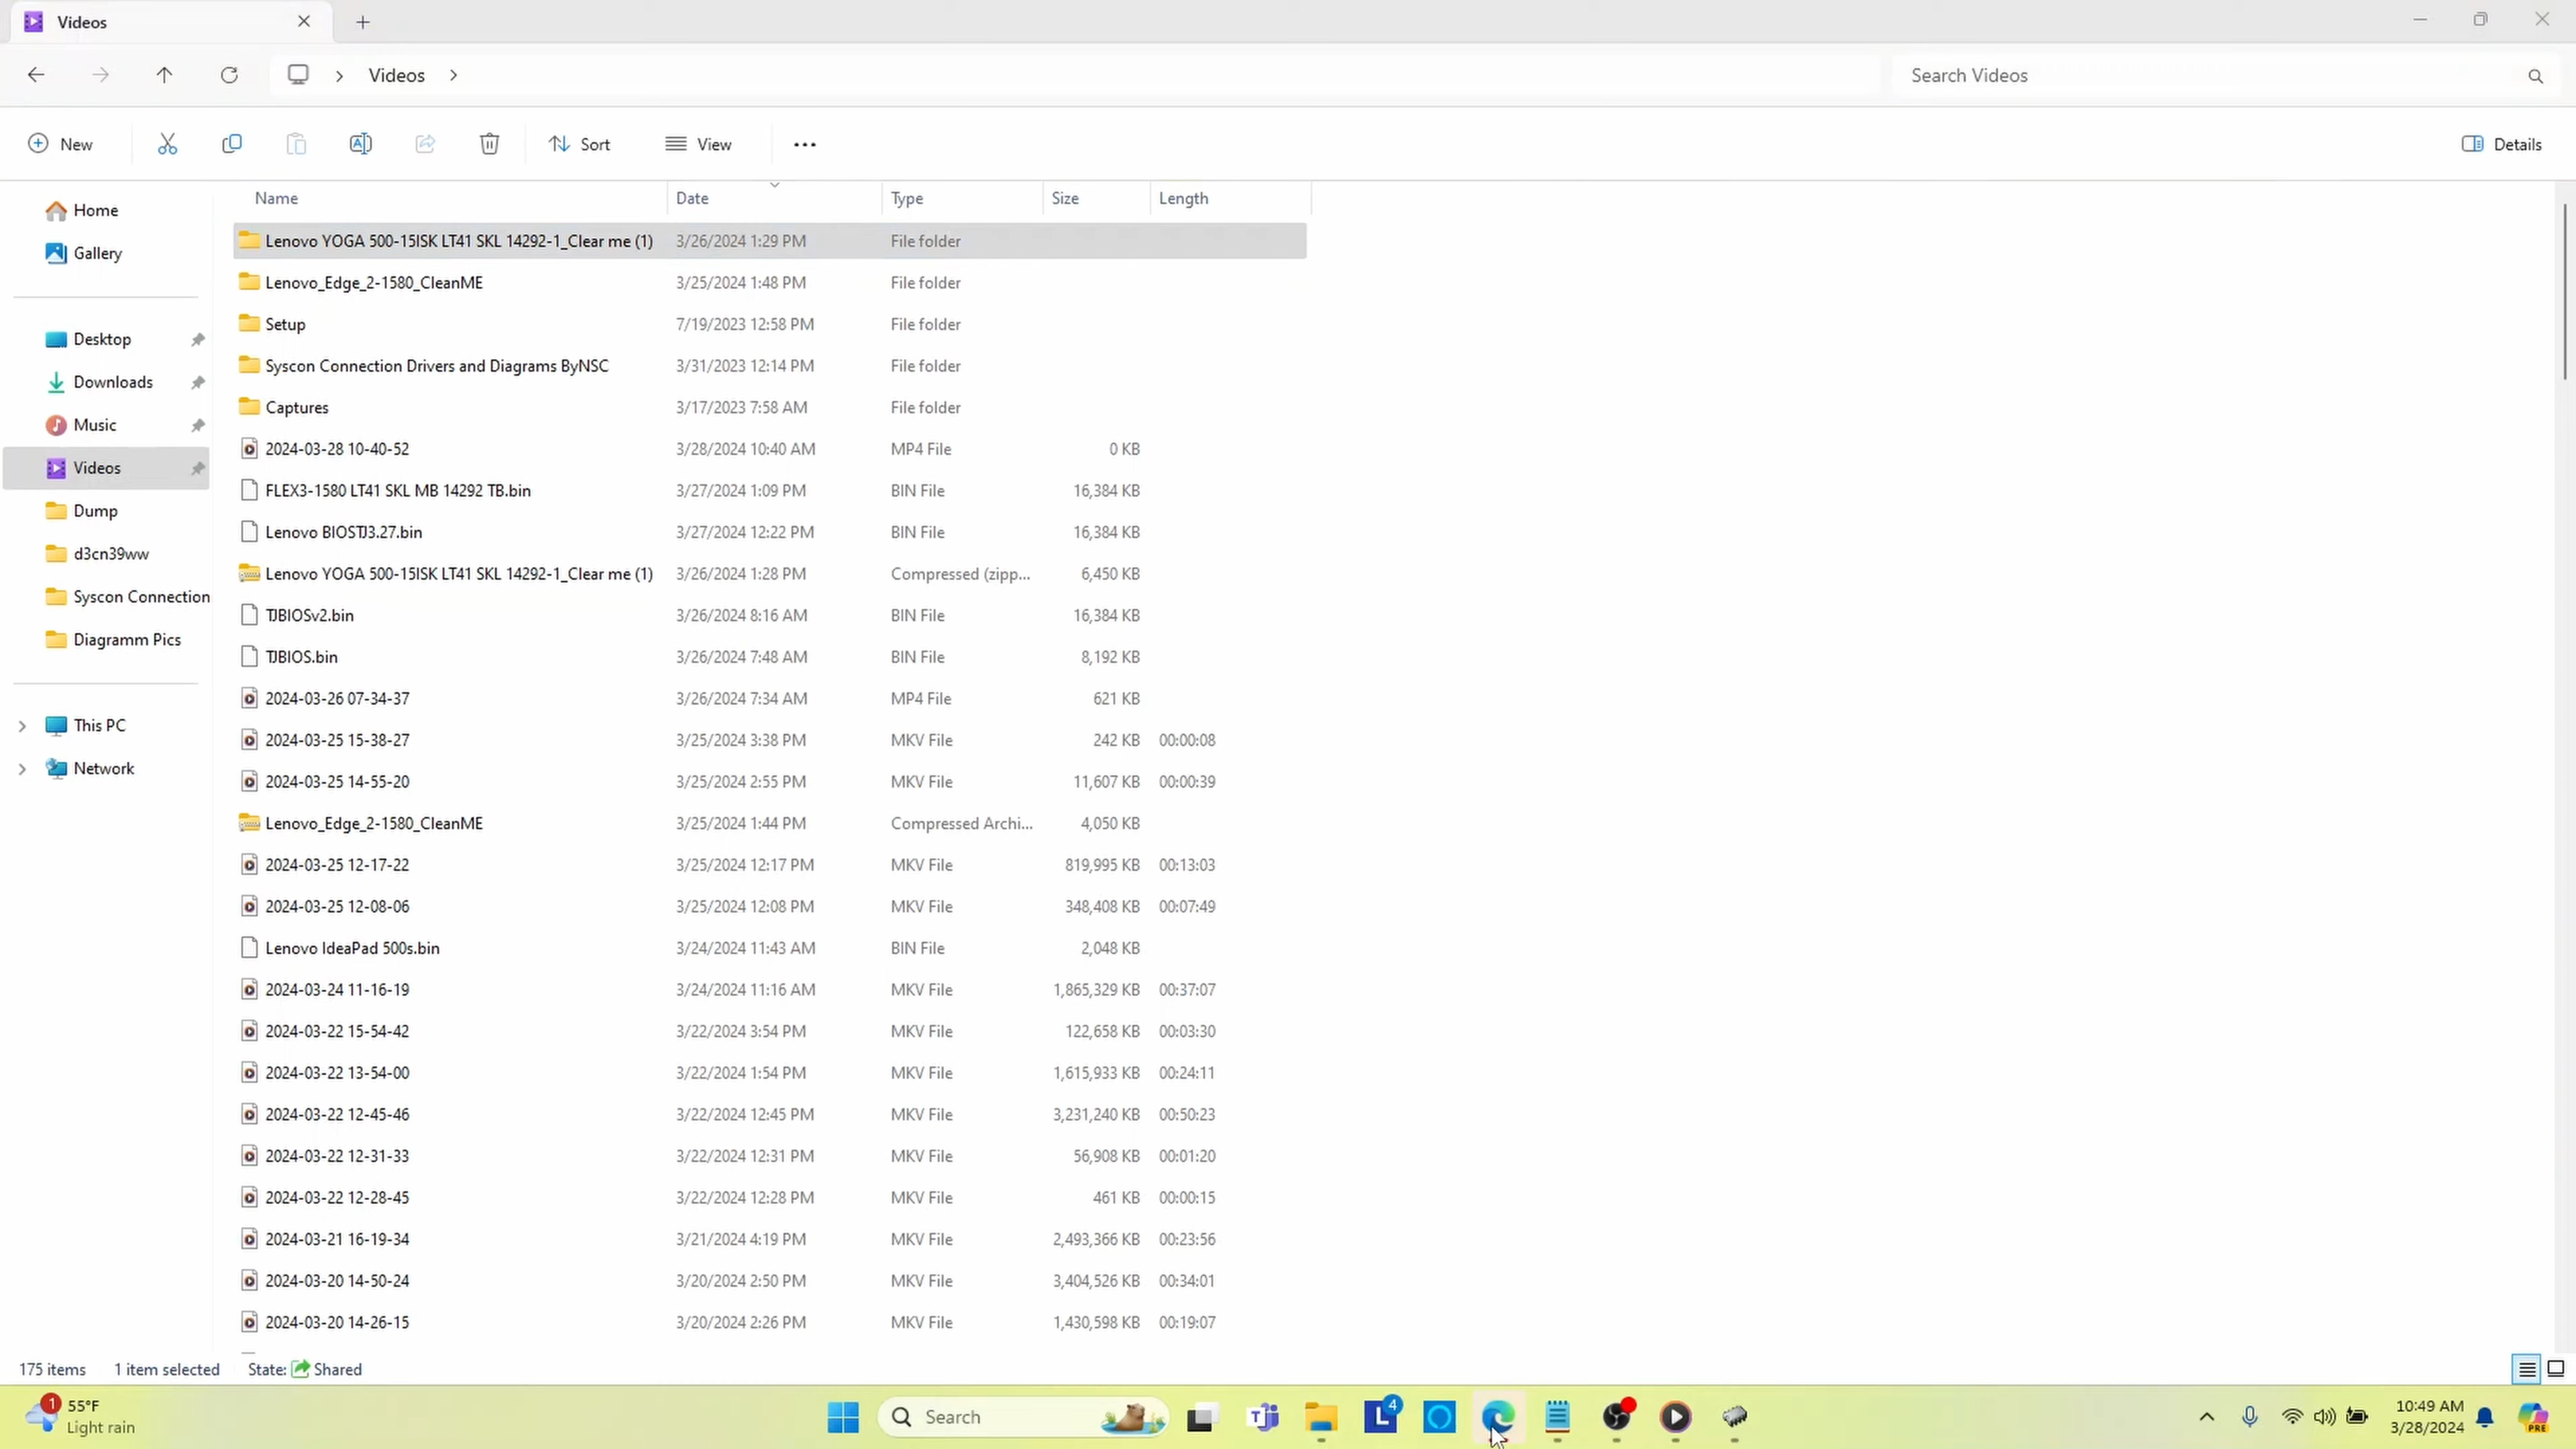 Videos
Videos
Search Videos
New
Sort
View
Details
Name Date Type Size Length
Home
Gallery
Desktop
Downloads
Music
Videos
Dump
d3cn39ww
Syscon Connection
Diagramm Pics
This PC
Network
Lenovo YOGA 500-15ISK LT41 SKL 14292-1_Clear me (1) 3/26/2024 1:29 PM File folder
Lenovo_Edge_2-1580_CleanME 3/25/2024 1:48 PM File folder
Setup 7/19/2023 12:58 PM File folder
Syscon Connection Drivers and Diagrams ByNSC 3/31/2023 12:14 PM File folder
Captures 3/17/2023 7:58 AM File folder
2024-03-28 10-40-52 3/28/2024 10:40 AM MP4 File 0 KB
FLEX3-1580 LT41 SKL MB 14292 TB.bin 3/27/2024 1:09 PM BIN File 16,384 KB
Lenovo BIOSTJ3.27.bin 3/27/2024 12:22 PM BIN File 16,384 KB
Lenovo YOGA 500-15ISK LT41 SKL 14292-1_Clear me (1) 3/26/2024 1:28 PM Compressed (zipp... 6,450 KB
TJBIOSv2.bin 3/26/2024 8:16 AM BIN File 16,384 KB
TJBIOS.bin 3/26/2024 7:48 AM BIN File 8,192 KB
2024-03-26 07-34-37 3/26/2024 7:34 AM MP4 File 621 KB
2024-03-25 15-38-27 3/25/2024 3:38 PM MKV File 242 KB 00:00:08
2024-03-25 14-55-20 3/25/2024 2:55 PM MKV File 11,607 KB 00:00:39
Lenovo_Edge_2-1580_CleanME 3/25/2024 1:44 PM Compressed Archi... 4,050 KB
2024-03-25 12-17-22 3/25/2024 12:17 PM MKV File 819,995 KB 00:13:03
2024-03-25 12-08-06 3/25/2024 12:08 PM MKV File 348,408 KB 00:07:49
Lenovo IdeaPad 500s.bin 3/24/2024 11:43 AM BIN File 2,048 KB
2024-03-24 11-16-19 3/24/2024 11:16 AM MKV File 1,865,329 KB 00:37:07
2024-03-22 15-54-42 3/22/2024 3:54 PM MKV File 122,658 KB 00:03:30
2024-03-22 13-54-00 3/22/2024 1:54 PM MKV File 1,615,933 KB 00:24:11
2024-03-22 12-45-46 3/22/2024 12:45 PM MKV File 3,231,240 KB 00:50:23
2024-03-22 12-31-33 3/22/2024 12:31 PM MKV File 56,908 KB 00:01:20
2024-03-22 12-28-45 3/22/2024 12:28 PM MKV File 461 KB 00:00:15
2024-03-21 16-19-34 3/21/2024 4:19 PM MKV File 2,493,366 KB 00:23:56
2024-03-20 14-50-24 3/20/2024 2:50 PM MKV File 3,404,526 KB 00:34:01
2024-03-20 14-26-15 3/20/2024 2:26 PM MKV File 1,430,598 KB 00:19:07
175 items 1 item selected State: Shared
1 55°F
Light rain
Search
T
L 4
10:49 AM
3/28/2024
PRE